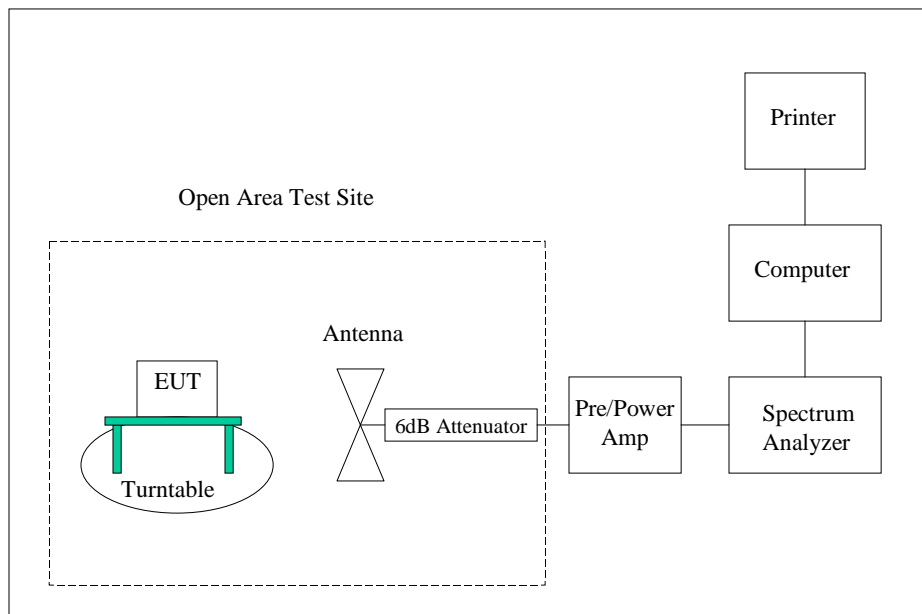 Printer
Open Area Test Site
Computer
Antenna
EUT
6dB Attenuator
Pre/Power
Amp
Spectrum
Analyzer
Turntable